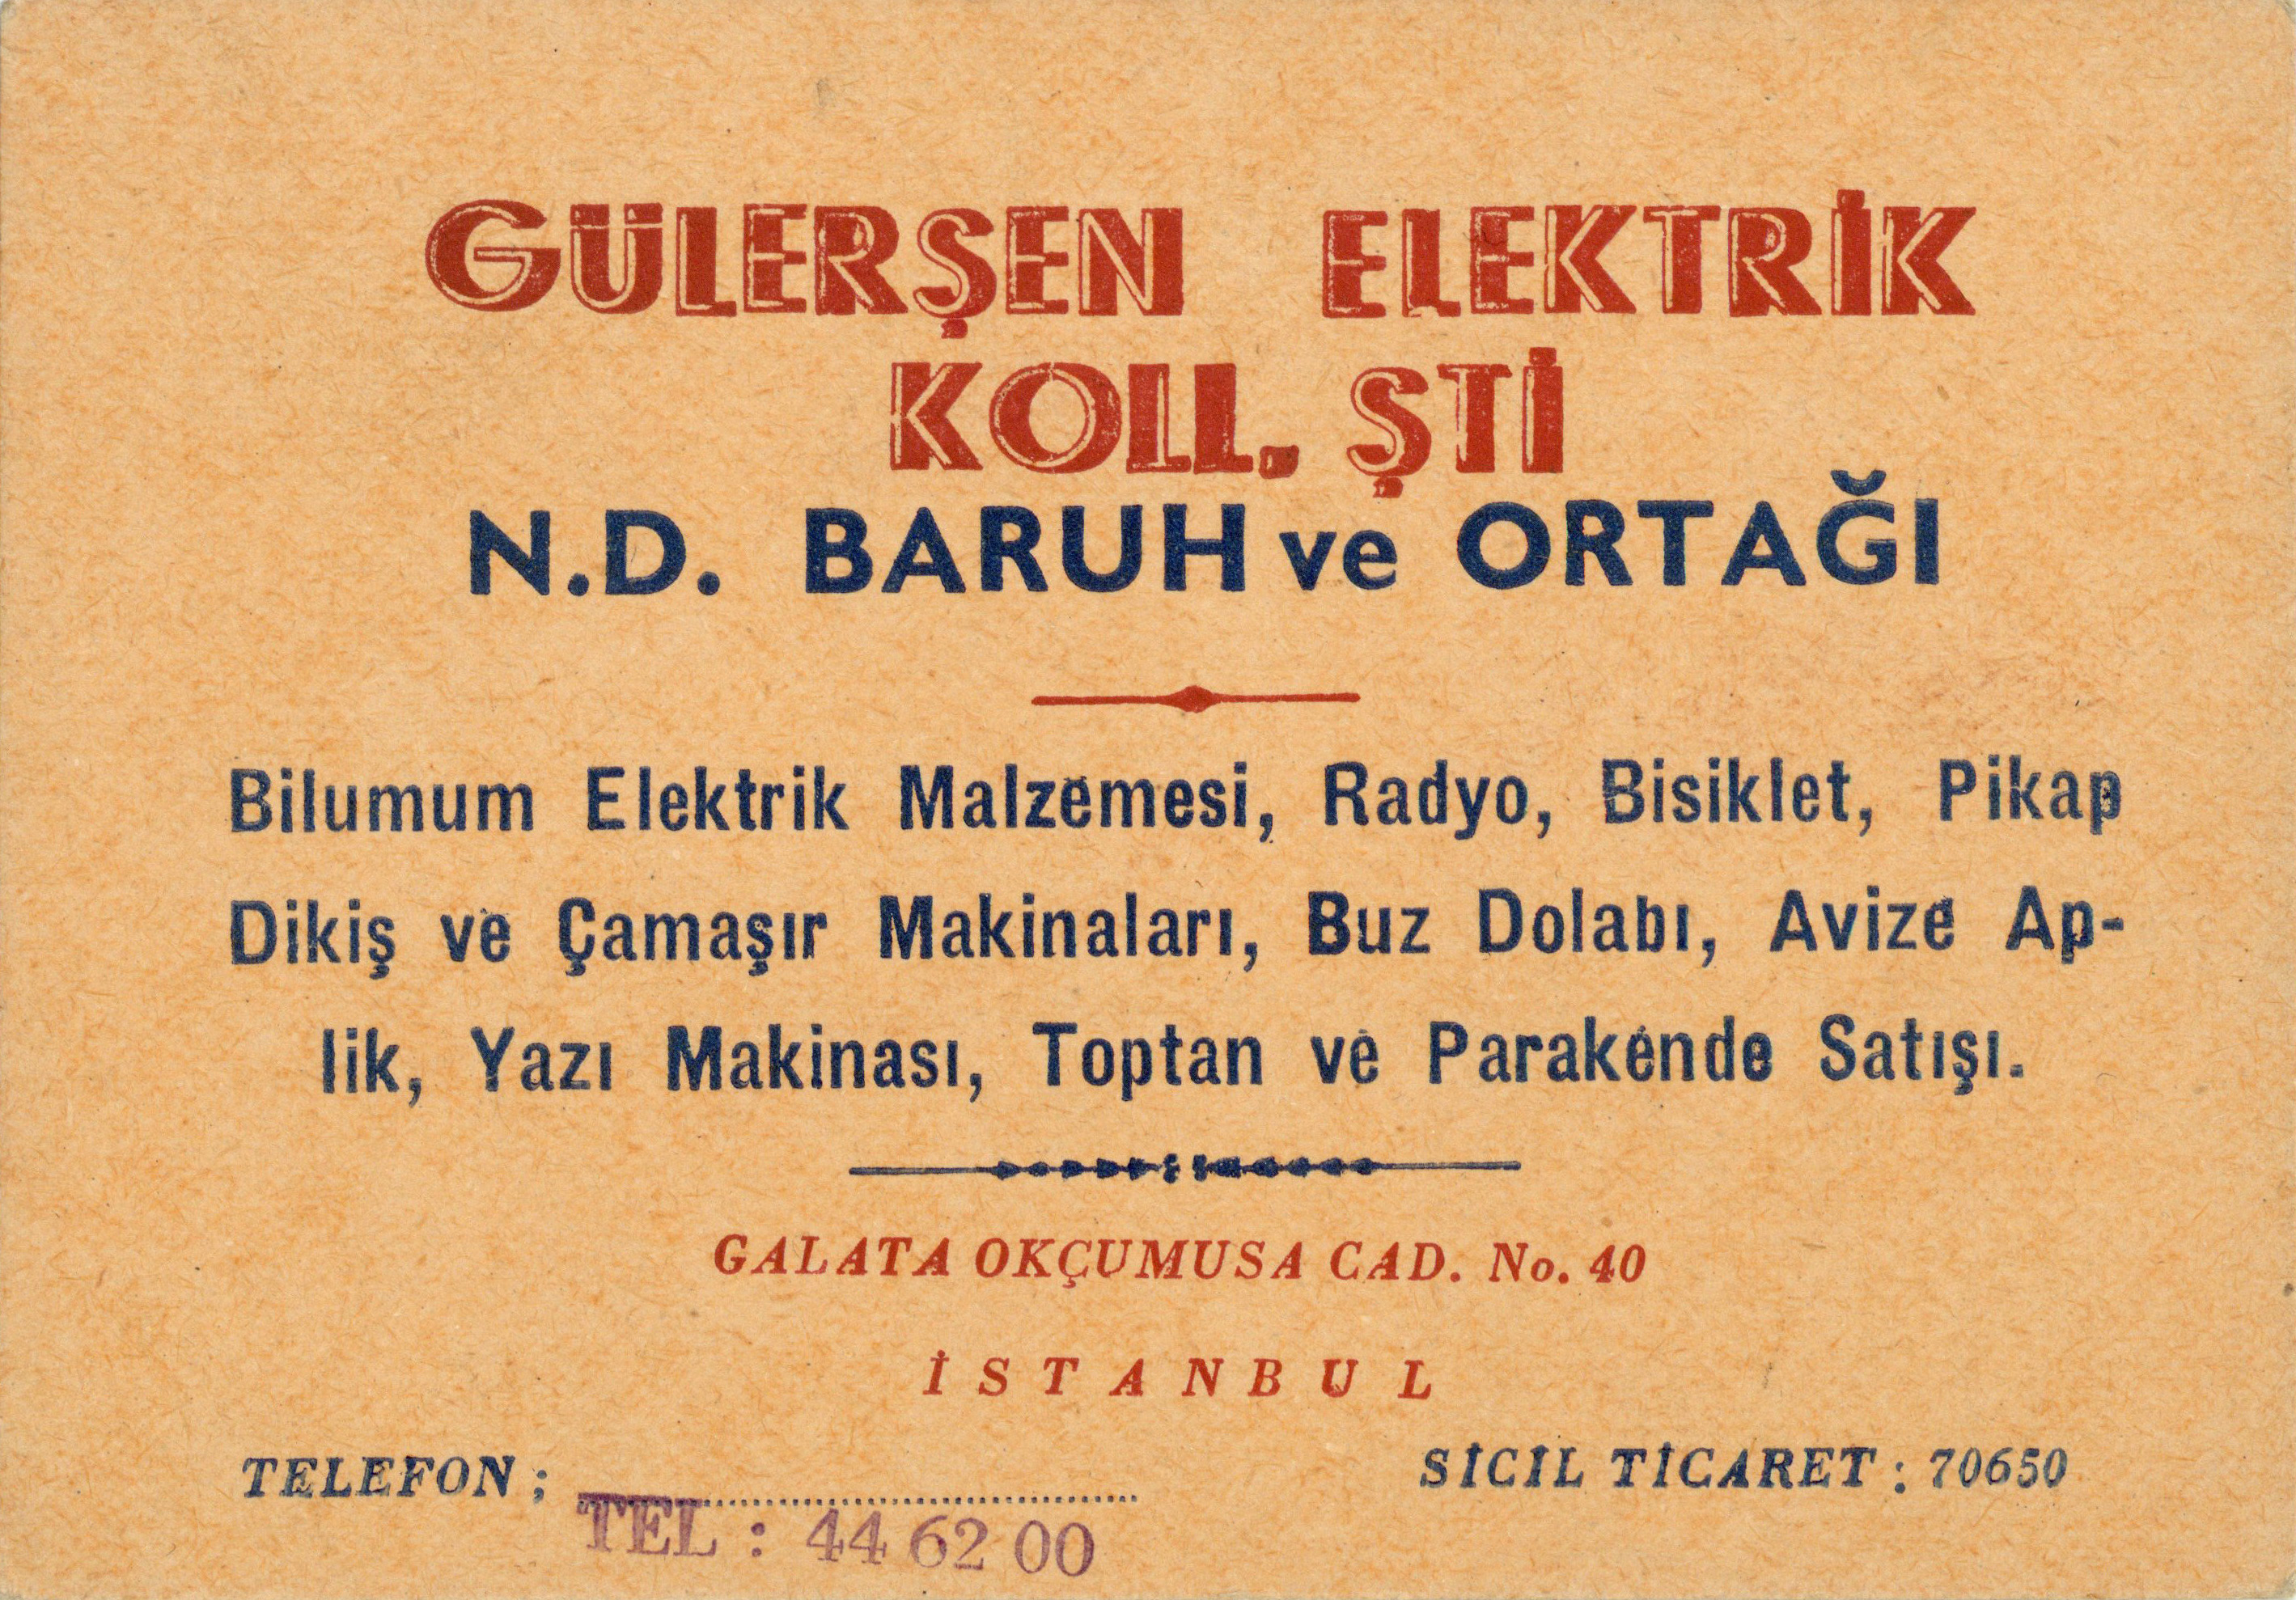 GÜLERŞEN ELEKTRİK
KOLL. ŞTİ
N.D. BARUH ve ORTAĞI
Bilumum Elektrik Malzemesi, Radyo, Bisiklet, Pikap
Dikiş ve Çamaşır Makinaları, Buz Dolabı, Avize Ap-
lik, Yazı Makinası, Toptan ve Parakende Satışı.
GALATA OKÇUMUSA CAD. No. 40
İSTANBUL
TELEFON ; SİCİL TİCARET : 70650
TEL : 44 62 00